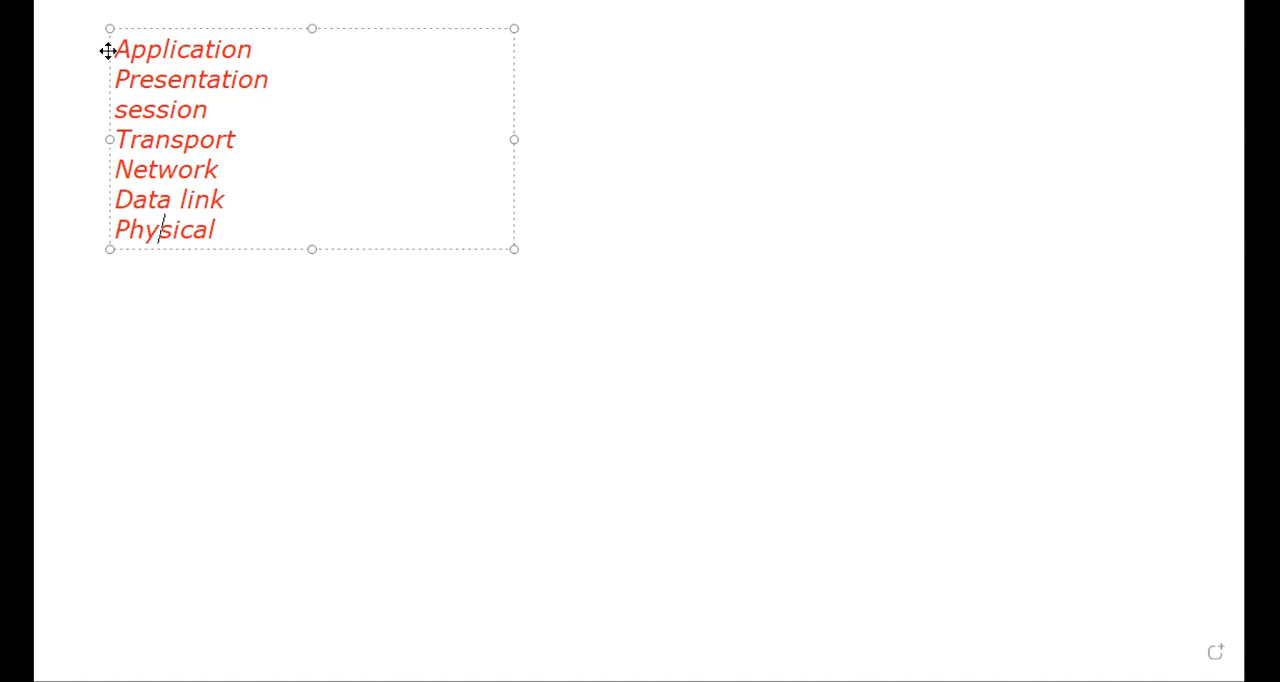 Application
Presentation
session
Transport
Network
Data link
Physical